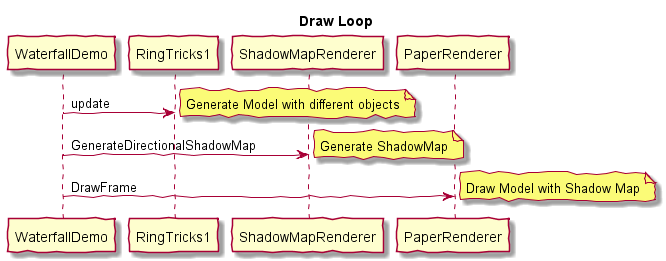 Draw Loop
WaterfallDemo RingTricks1 ShadowMapRenderer PaperRenderer
update Generate Model with different objects
GenerateDirectionalShadowMap Generate ShadowMap
DrawFrame Draw Model with Shadow Map
WaterfallDemo RingTricks1 ShadowMapRenderer PaperRenderer